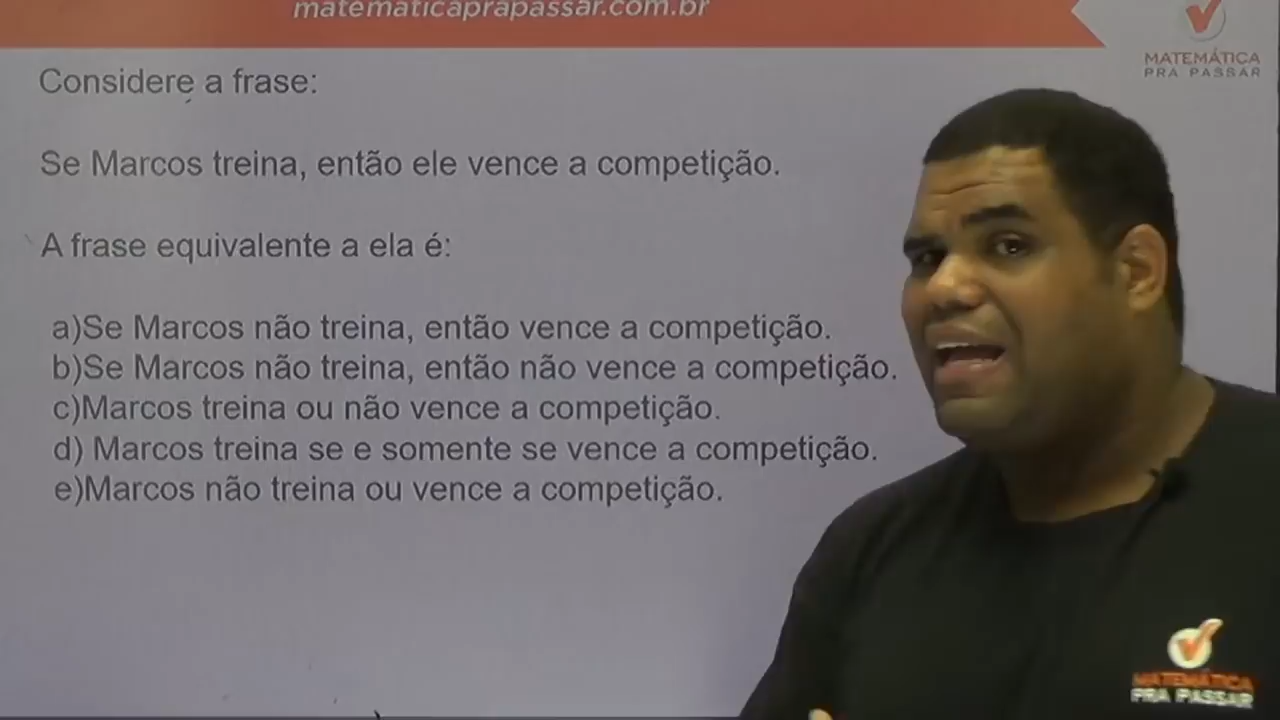 matematicaprapassar.com.br
MATEMÁTICA
PRA PASSAR
Considere a frase:
Se Marcos treina, então ele vence a competição.
A frase equivalente a ela é:
a)Se Marcos não treina, então vence a competição.
b)Se Marcos não treina, então não vence a competição.
c)Marcos treina ou não vence a competição.
d) Marcos treina se e somente se vence a competição.
e)Marcos não treina ou vence a competição.
MATEMÁTICA
PRA PASSAR